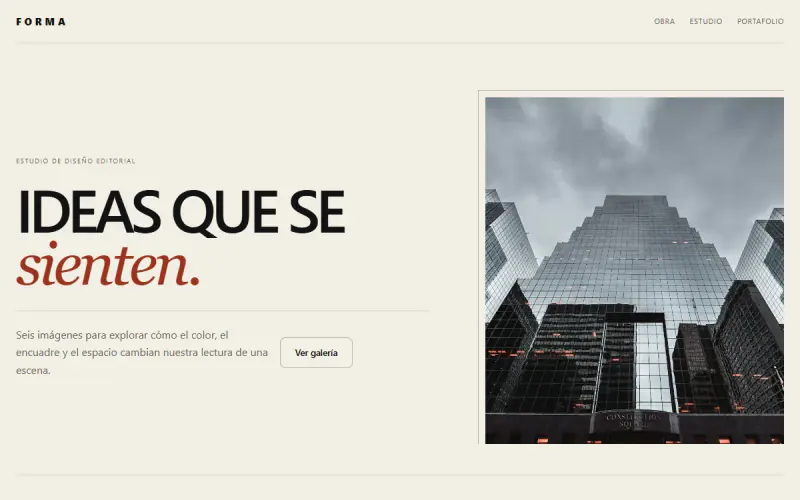 FORMA
OBRA ESTUDIO PORTAFOLIO
ESTUDIO DE DISEÑO EDITORIAL
IDEAS QUE SE
sienten.
Seis imágenes para explorar cómo el color, el
encuadre y el espacio cambian nuestra lectura de una
escena.
Ver galería